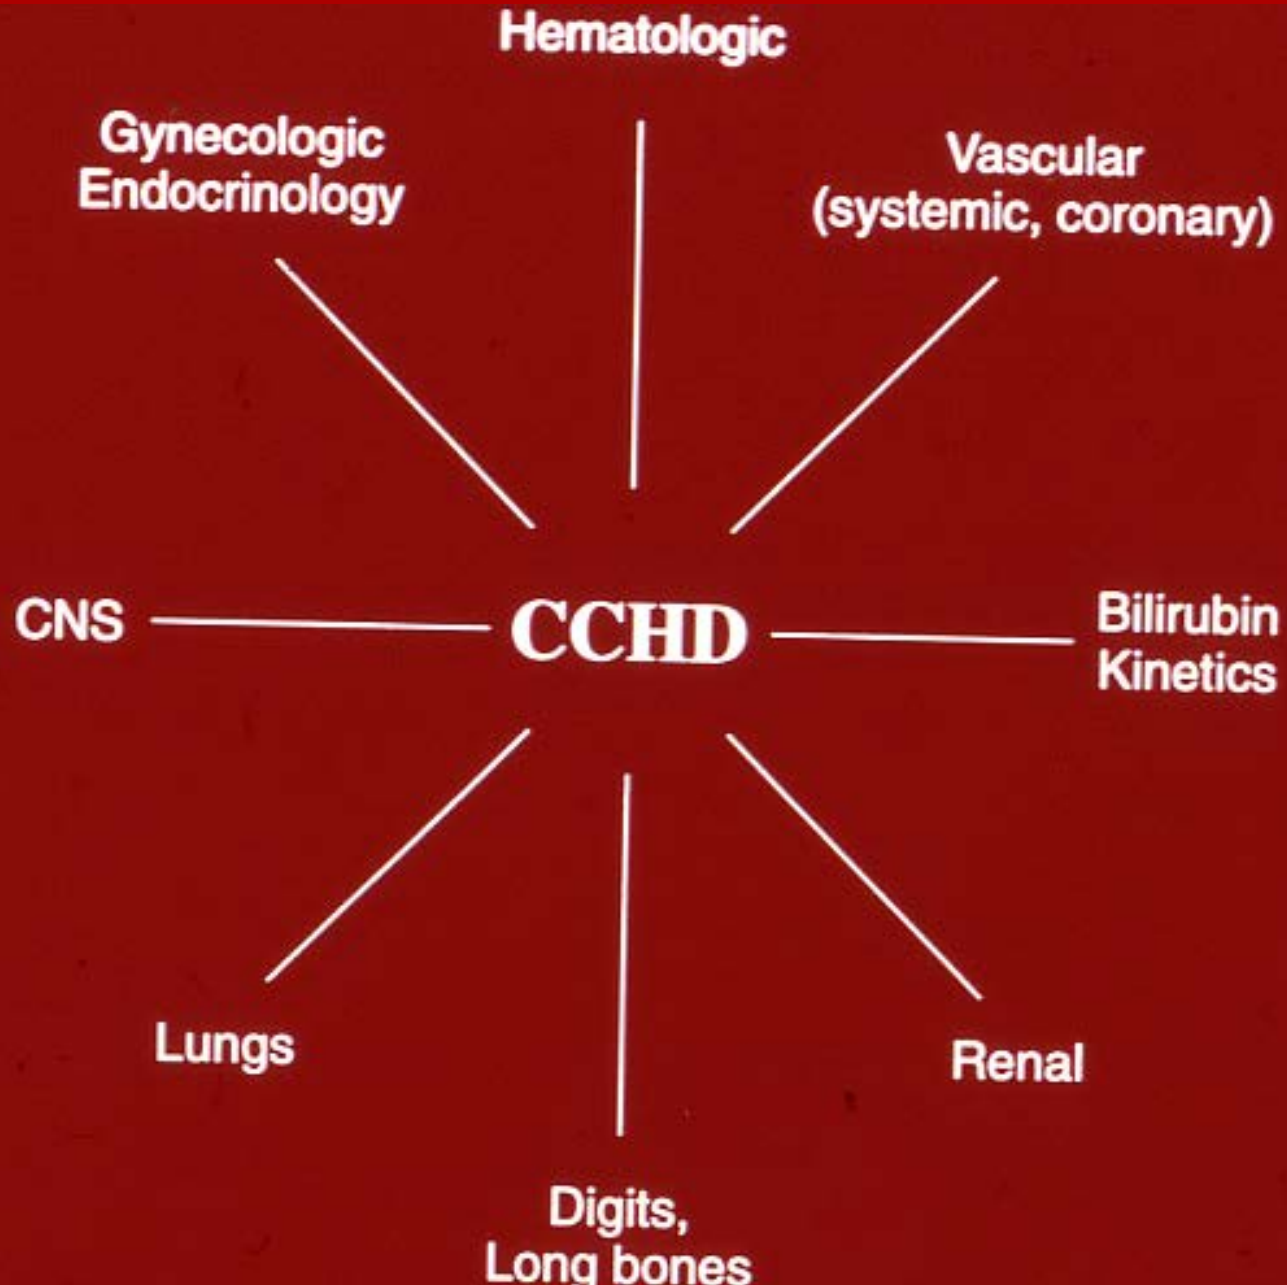 Hematologic
Gynecologic
Endocrinology
Vascular
(systemic, coronary)
CNS
CCHD
Bilirubin
Kinetics
Lungs
Renal
Digits,
Long bones